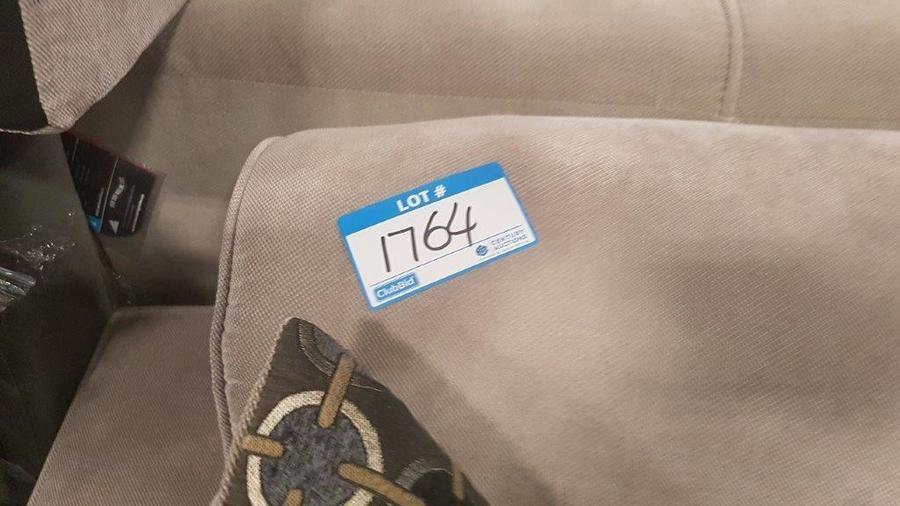 LOT #
1764
CENTURY
AUCTIONS
ClubBid